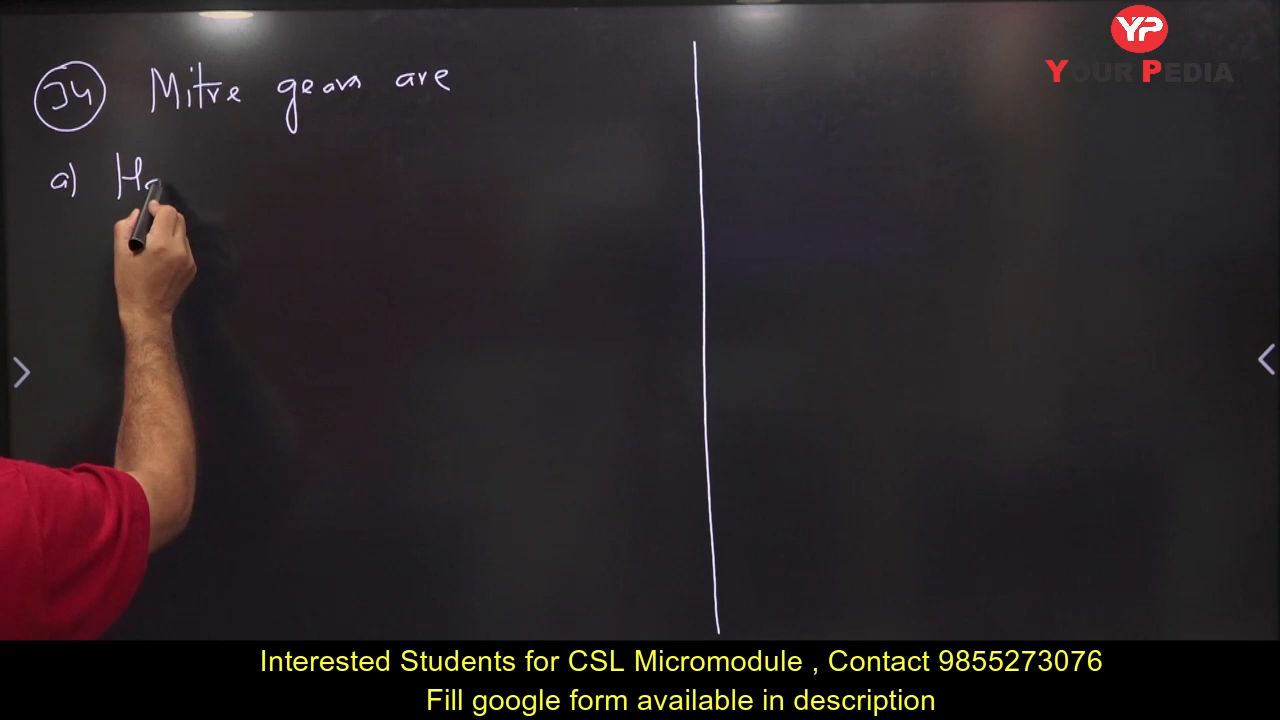 34 Mitre gears are
a) H
YP
YOUR PEDIA
Interested Students for CSL Micromodule , Contact 9855273076
Fill google form available in description